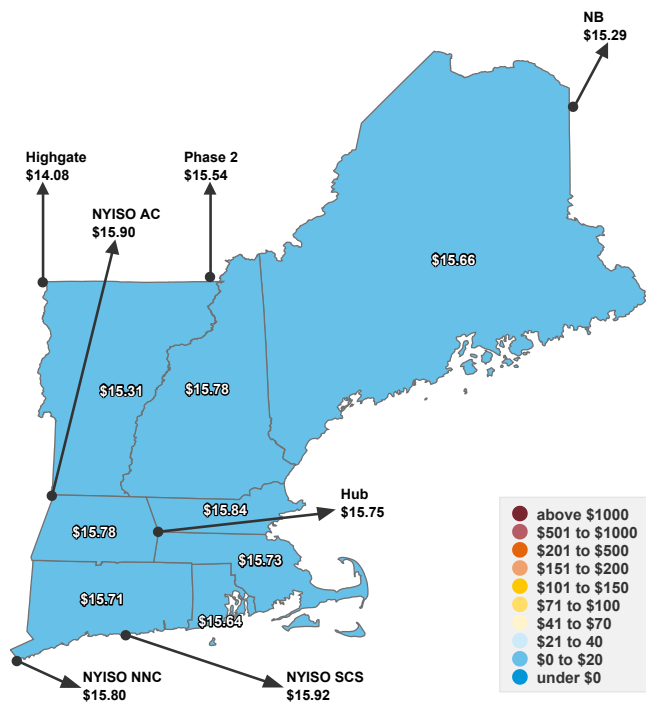 NB
$15.29
Highgate
$14.08
Phase 2
$15.54
NYISO AC
$15.90
$15.66
$15.31
$15.78
Hub
$15.75
$15.84
$15.78
$15.73
$15.71
$15.64
NYISO NNC
$15.80
NYISO SCS
$15.92
above $1000
$501 to $1000
$201 to $500
$151 to $200
$101 to $150
$71 to $100
$41 to $70
$21 to 40
$0 to $20
under $0